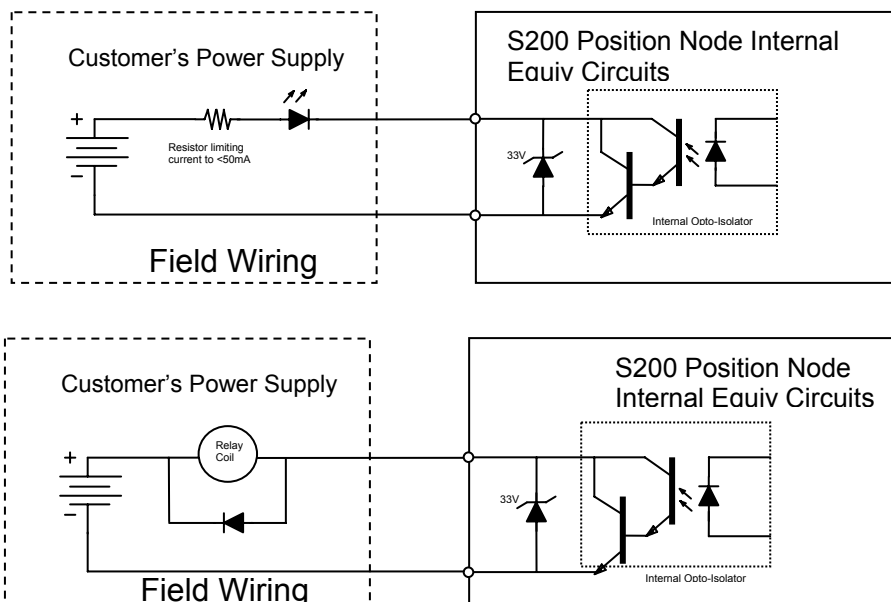 Customer's Power Supply
S200 Position Node Internal
Equiv Circuits
+
Resistor limiting
current to <50mA
−
33V
Internal Opto-Isolator
Field Wiring
Customer's Power Supply
S200 Position Node
Internal Equiv Circuits
+
Relay
Coil
−
33V
Internal Opto-Isolator
Field Wiring